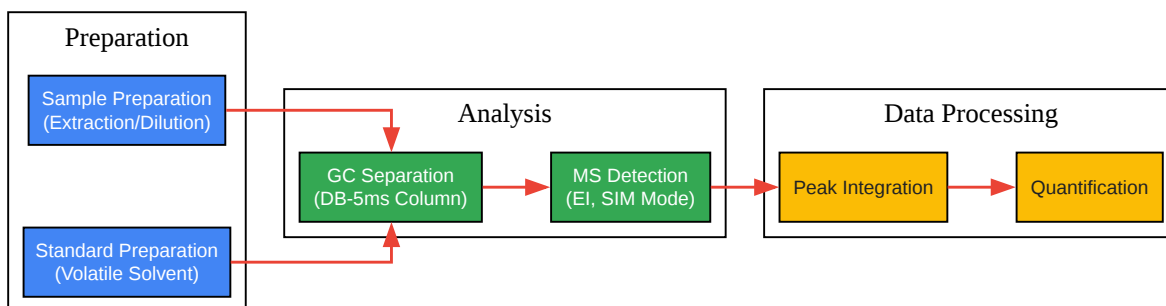 Preparation
Sample Preparation
(Extraction/Dilution)
Standard Preparation
(Volatile Solvent)
Analysis
GC Separation
(DB-5ms Column)
MS Detection
(EI, SIM Mode)
Data Processing
Peak Integration
Quantification